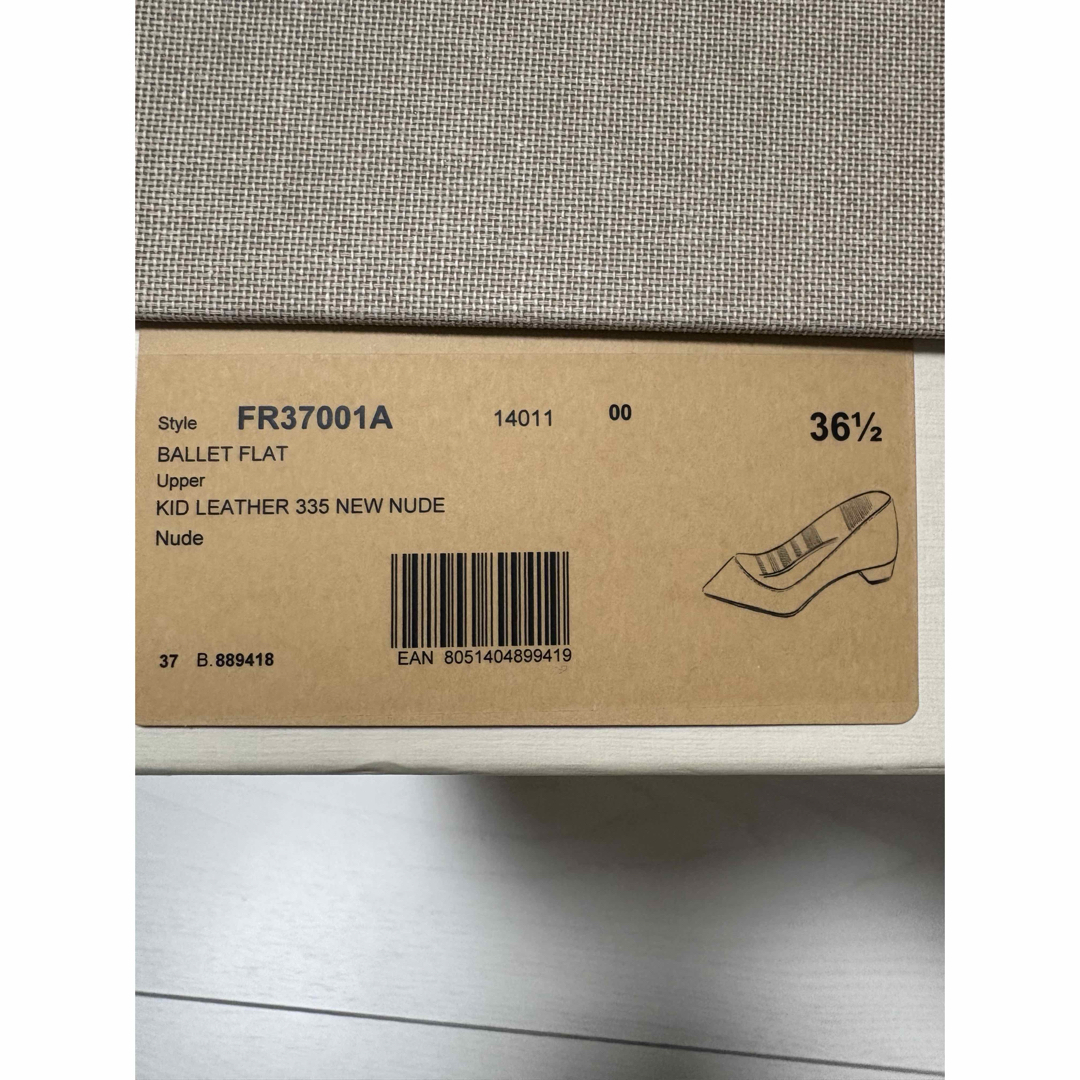 Style FR37001A 14011 00 36½
BALLET FLAT
Upper
KID LEATHER 335 NEW NUDE
Nude
37 B.889418
EAN 8051404899419